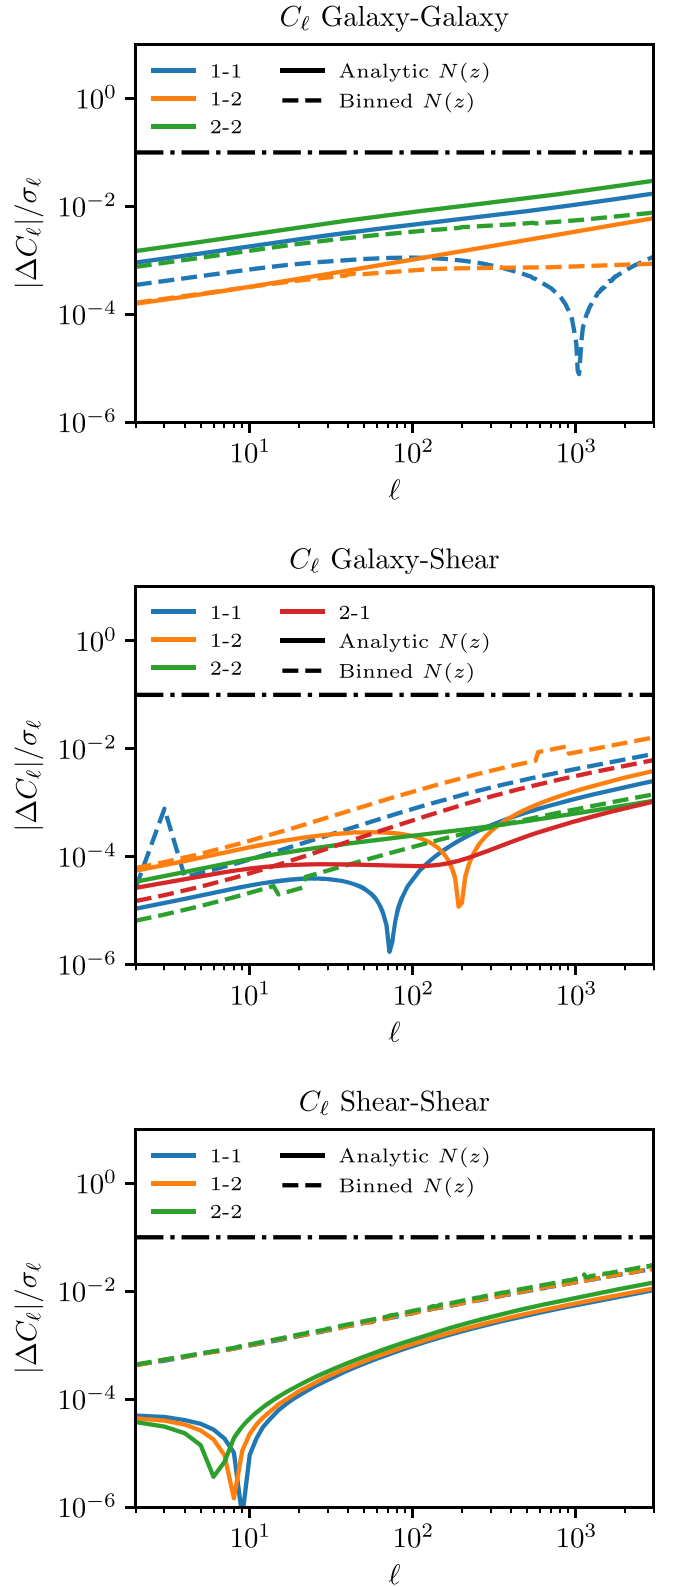 C_ℓ Galaxy-Galaxy
1-1 Analytic N(z)
1-2 Binned N(z)
2-2
|ΔC_ℓ|/σ_ℓ
10^0
10^−2
10^−4
10^−6
10^1 10^2 10^3
ℓ
C_ℓ Galaxy-Shear
1-1 2-1
1-2 Analytic N(z)
2-2 Binned N(z)
|ΔC_ℓ|/σ_ℓ
10^0
10^−2
10^−4
10^−6
10^1 10^2 10^3
ℓ
C_ℓ Shear-Shear
1-1 Analytic N(z)
1-2 Binned N(z)
2-2
|ΔC_ℓ|/σ_ℓ
10^0
10^−2
10^−4
10^−6
10^1 10^2 10^3
ℓ